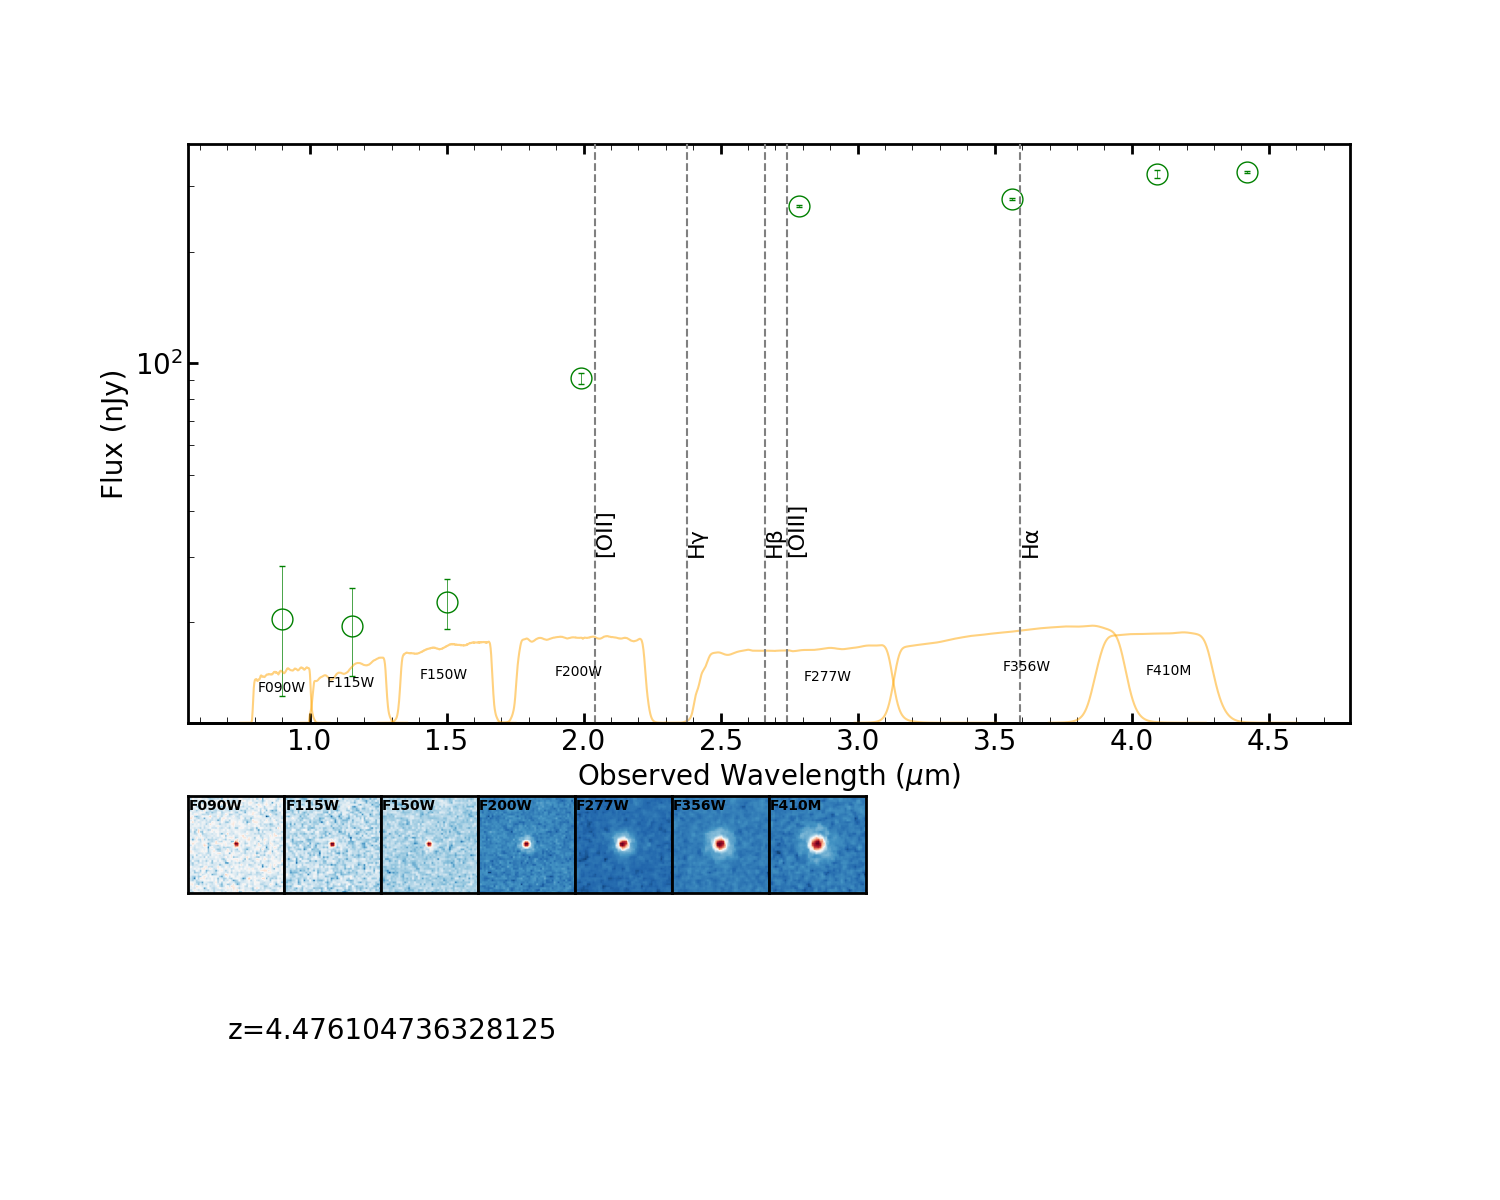 10²
Flux (nJy)
[OII]
Hγ
Hβ
[OIII]
Hα
F090W
F115W
F150W
F200W
F277W
F356W
F410M
1.0 1.5 2.0 2.5 3.0 3.5 4.0 4.5
Observed Wavelength (μm)
F090W F115W F150W F200W F277W F356W F410M
z=4.476104736328125